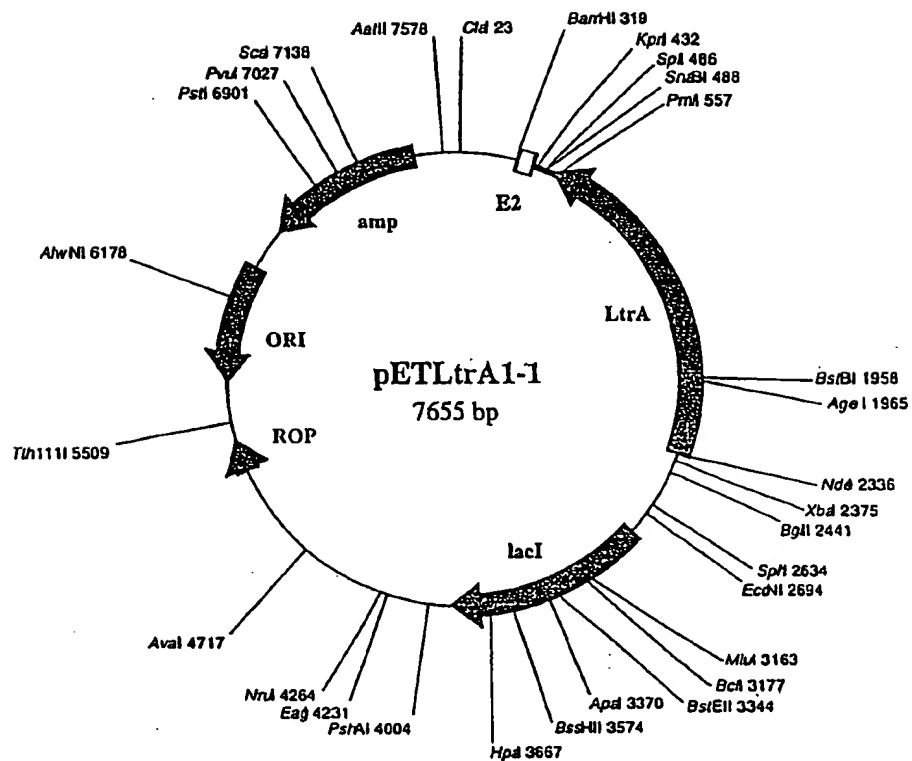 AatII 7578
ClaI 23
BamHI 319
KprI 432
SplI 486
SnaBI 488
PmlI 557
ScaI 7138
PvuI 7027
PstI 6901
E2
amp
AlwNI 6178
ORI
LtrA
pETLtrA1-1
7655 bp
BstBI 1958
AgeI 1965
ROP
Tth111I 5509
NdeI 2336
XbaI 2375
BglII 2441
lacI
SphI 2634
EcoNI 2694
AvaI 4717
MluI 3163
BclI 3177
BstEII 3344
NruI 4264
EagI 4231
PshAI 4004
ApaI 3370
BssHII 3574
HpaI 3667